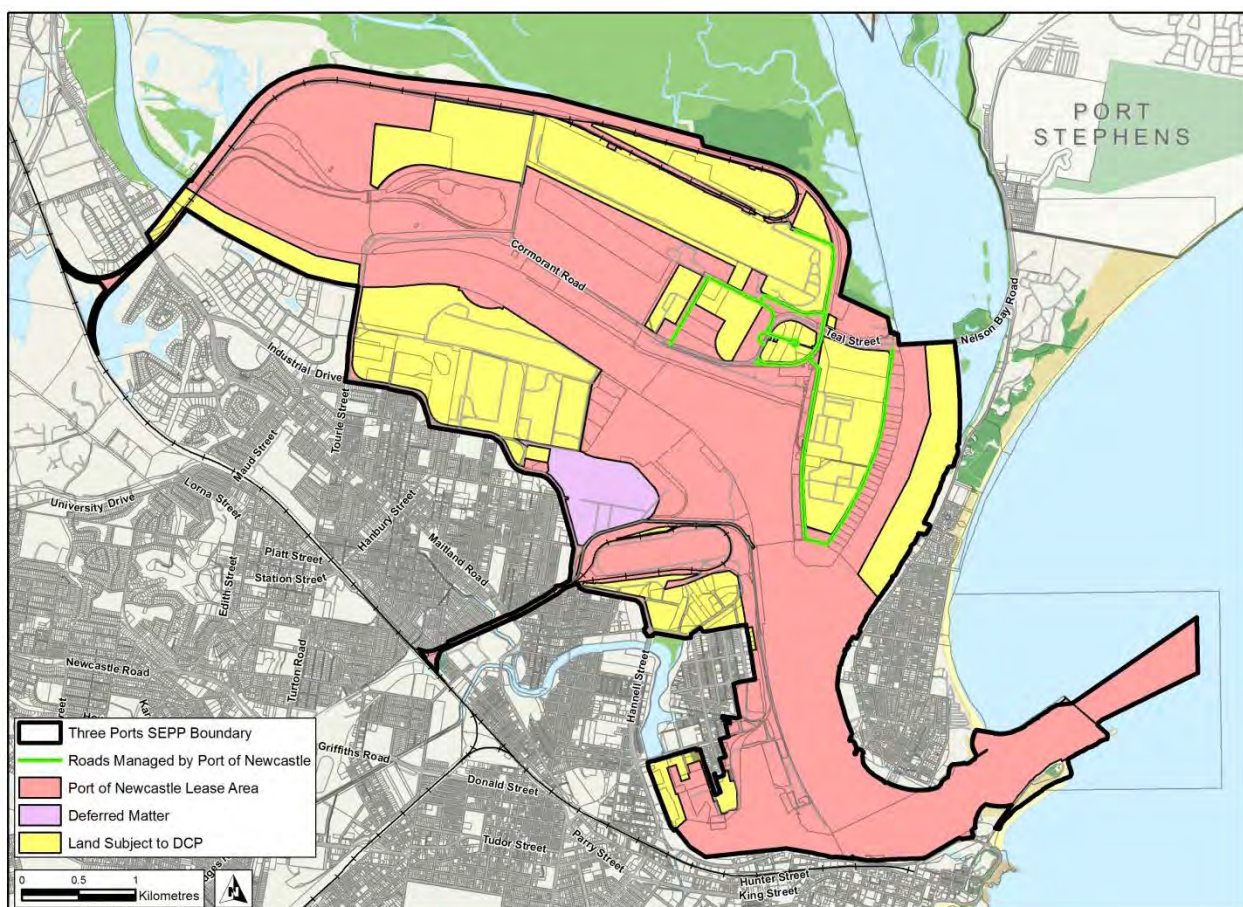 PORT
STEPHENS
Cormorant Road
Teal Street
Nelson Bay Road
Industrial Drive
Tourle Street
Maud Street
Lorna Street
University Drive
Hanbury Street
Maitland Road
Platt Street
Station Street
Edith Street
Turton Road
Newcastle Road
Hannell Street
Griffiths Road
Donald Street
Tudor Street
Parry Street
Hunter Street
King Street
Three Ports SEPP Boundary
Roads Managed by Port of Newcastle
Port of Newcastle Lease Area
Deferred Matter
Land Subject to DCP
0 0.5 1
Kilometres
N